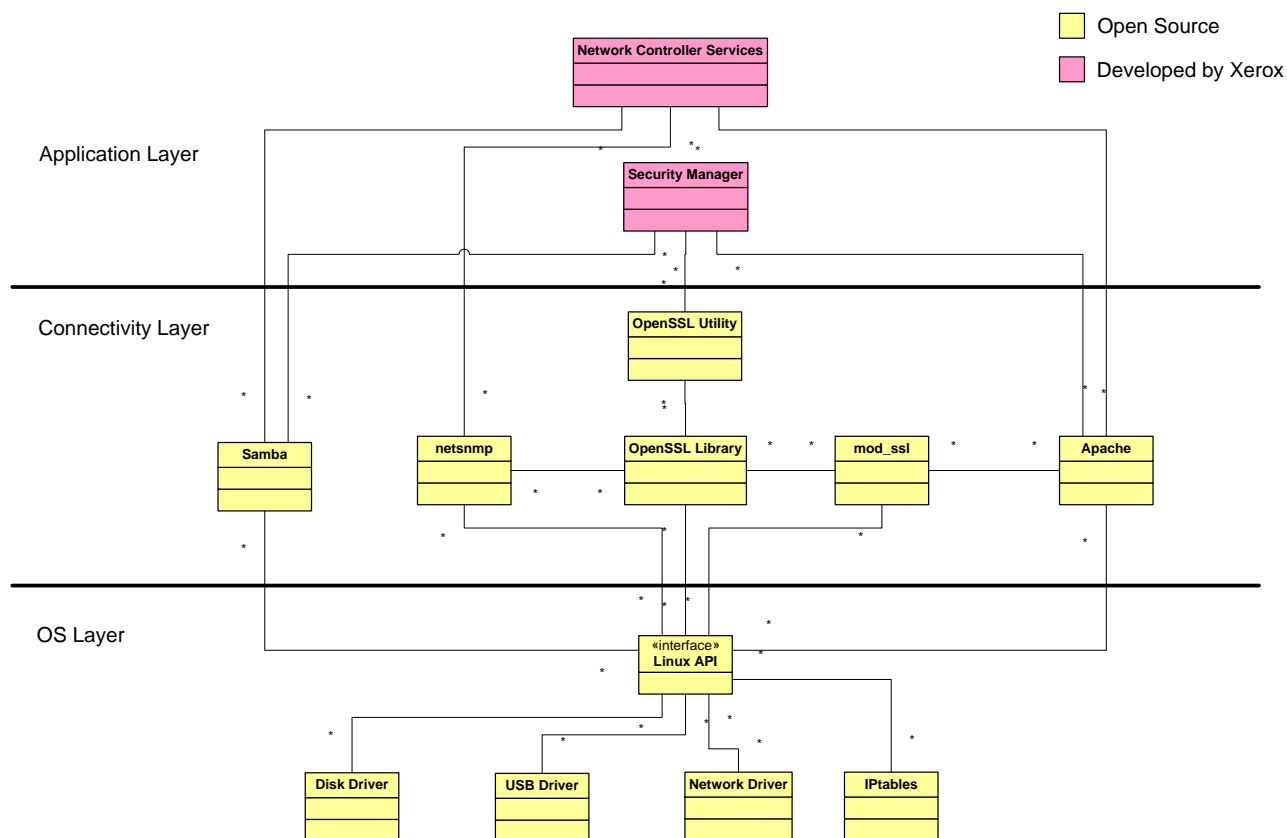 Open Source
Developed by Xerox
Network Controller Services
Application Layer
* * *
Security Manager
* * * *
Connectivity Layer
OpenSSL Utility
* * * * * * *
Samba
netsnmp
OpenSSL Library
* *
mod_ssl
* *
Apache
* *
* * * * *
* * *
OS Layer
*
«interface»
Linux API
* *
* * *
* * * * *
Disk Driver
USB Driver
Network Driver
IPtables